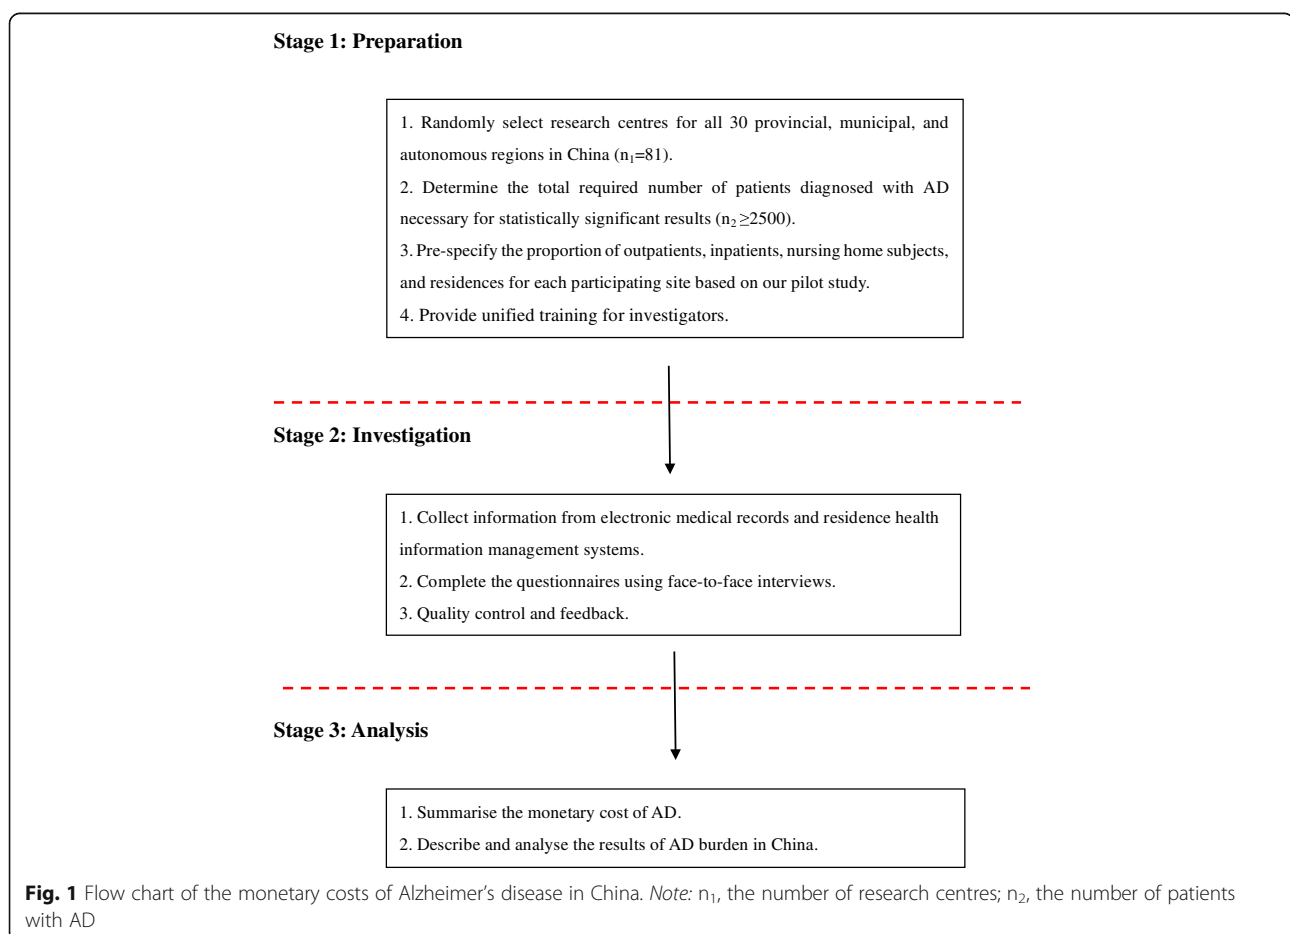 Stage 1: Preparation
1. Randomly select research centres for all 30 provincial, municipal, and
autonomous regions in China (n₁=81).
2. Determine the total required number of patients diagnosed with AD
necessary for statistically significant results (n₂ ≥2500).
3. Pre-specify the proportion of outpatients, inpatients, nursing home subjects,
and residences for each participating site based on our pilot study.
4. Provide unified training for investigators.
Stage 2: Investigation
1. Collect information from electronic medical records and residence health
information management systems.
2. Complete the questionnaires using face-to-face interviews.
3. Quality control and feedback.
Stage 3: Analysis
1. Summarise the monetary cost of AD.
2. Describe and analyse the results of AD burden in China.
Fig. 1 Flow chart of the monetary costs of Alzheimer's disease in China. Note: n₁, the number of research centres; n₂, the number of patients
with AD